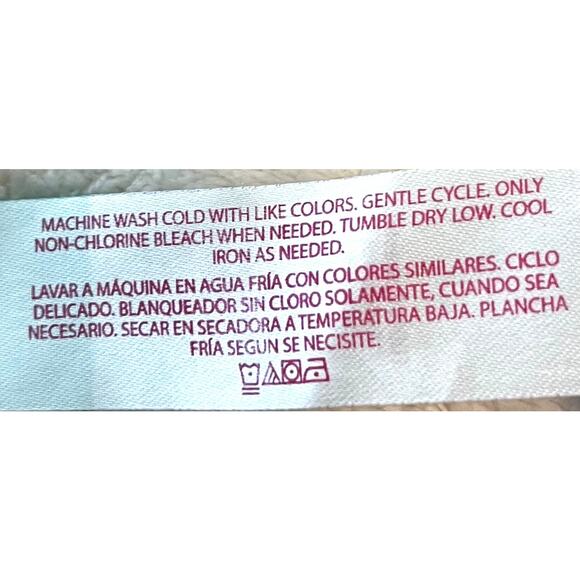 MACHINE WASH COLD WITH LIKE COLORS. GENTLE CYCLE. ONLY
NON-CHLORINE BLEACH WHEN NEEDED. TUMBLE DRY LOW. COOL
IRON AS NEEDED.
LAVAR A MÁQUINA EN AGUA FRÍA CON COLORES SIMILARES. CICLO
DELICADO. BLANQUEADOR SIN CLORO SOLAMENTE, CUANDO SEA
NECESARIO. SECAR EN SECADORA A TEMPERATURA BAJA. PLANCHA
FRÍA SEGUN SE NECISITE.